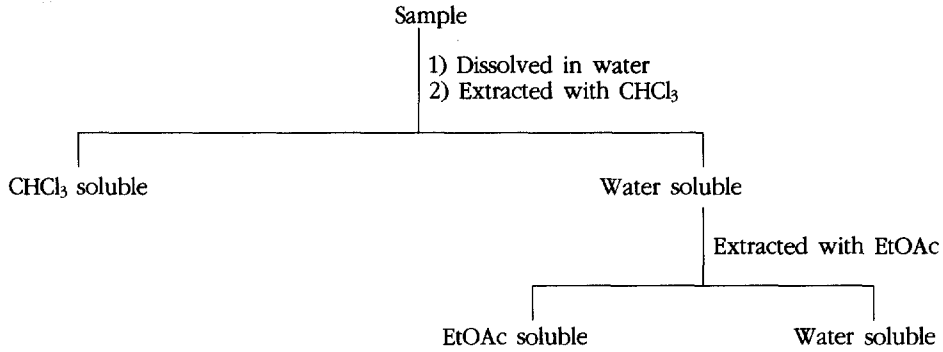 Sample
1) Dissolved in water
2) Extracted with CHCl₃
CHCl₃ soluble
Water soluble
Extracted with EtOAc
EtOAc soluble
Water soluble